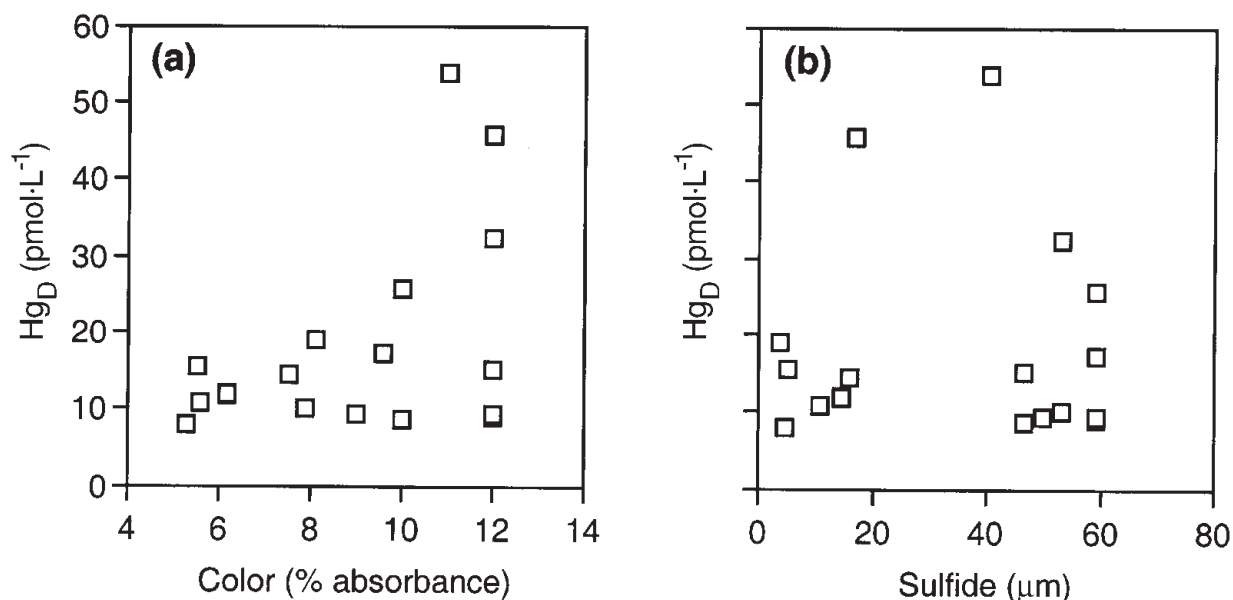 (a)
60
50
40
30
20
10
0
Hg_D (pmol·L⁻¹)
4 6 8 10 12 14
Color (% absorbance)
(b)
Hg_D (pmol·L⁻¹)
0 20 40 60 80
Sulfide (μm)